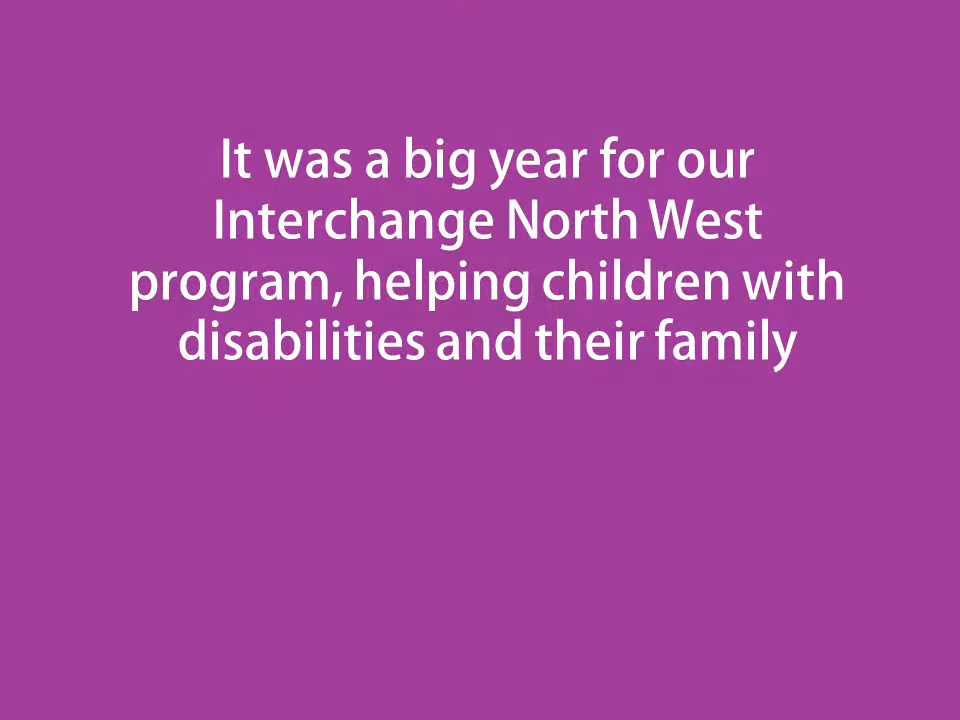 It was a big year for our
Interchange North West
program, helping children with
disabilities and their family